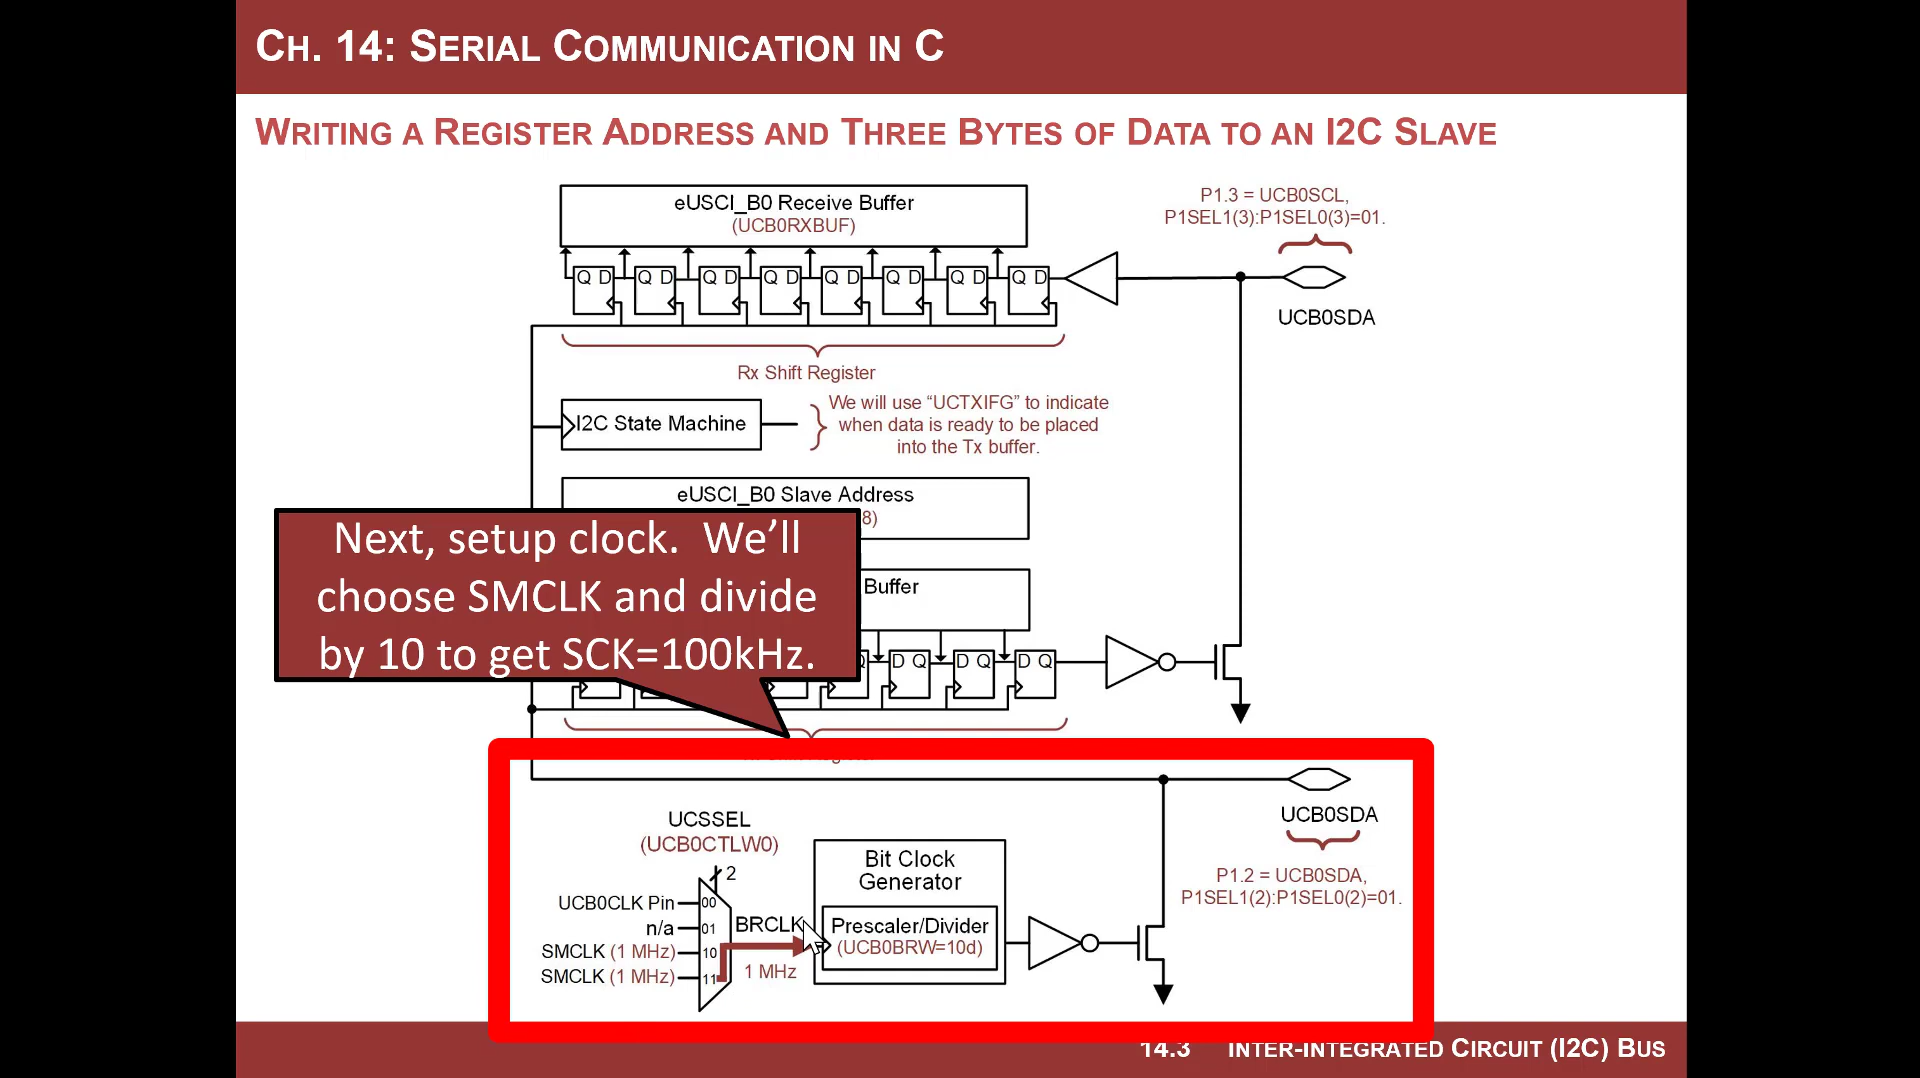 CH. 14: SERIAL COMMUNICATION IN C
WRITING A REGISTER ADDRESS AND THREE BYTES OF DATA TO AN I2C SLAVE
eUSCI_B0 Receive Buffer
(UCB0RXBUF)
P1.3 = UCB0SCL,
P1SEL1(3):P1SEL0(3)=01.
Q D Q D Q D Q D Q D Q D Q D Q D
UCB0SDA
Rx Shift Register
I2C State Machine
We will use “UCTXIFG” to indicate
when data is ready to be placed
into the Tx buffer.
eUSCI_B0 Slave Address
8)
Next, setup clock. We’ll
choose SMCLK and divide
by 10 to get SCK=100kHz.
Buffer
Q D Q D Q D Q
UCB0SDA
P1.2 = UCB0SDA,
P1SEL1(2):P1SEL0(2)=01.
UCSSEL
(UCB0CTLW0)
2
UCB0CLK Pin 00
n/a 01
SMCLK (1 MHz) 10
SMCLK (1 MHz) 11
BRCLK
1 MHz
Bit Clock
Generator
Prescaler/Divider
(UCB0BRW=10d)
14.3 INTER-INTEGRATED CIRCUIT (I2C) BUS